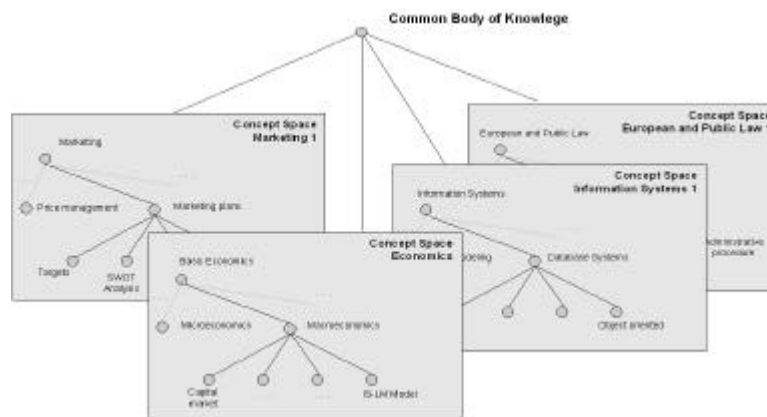 Common Body of Knowlege
Concept Space
Marketing 1
Marketing
Price management
Marketing plans
Targets
SWOT
Analysis
Concept Space
European and Public Law
European and Public Law
administrative
procedure
Concept Space
Information Systems 1
Information Systems
Database Systems
Object oriented
Concept Space
Economics
Basic Economics
Microeconomics
Macroeconomics
Capital
market
IS-LM Model